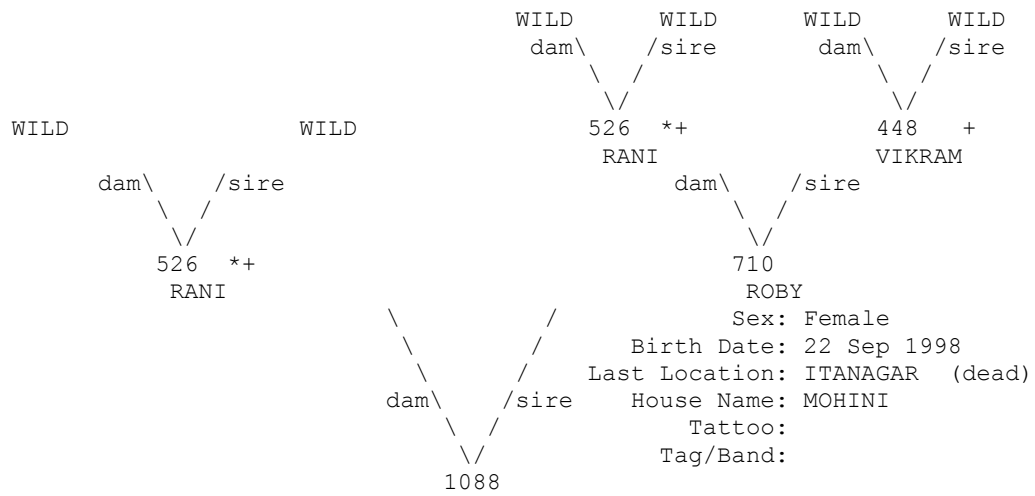 WILD       WILD       WILD       WILD
                                    dam\     /sire        dam\     /sire
                                        \   /                 \   /
                                         \/                    \/
WILD                WILD                526  *+               448   +
                                         RANI                  VIKRAM
      dam\     /sire                          dam\     /sire
          \   /                                   \   /
           \/                                      \/
          526  *+                                 710
           RANI                                    ROBY
                          \          /            Sex: Female
                           \        /      Birth Date: 22 Sep 1998
                            \      /    Last Location: ITANAGAR  (dead)
                          dam\    /sire    House Name: MOHINI
                              \  /             Tattoo:
                               \/            Tag/Band:
                              1088